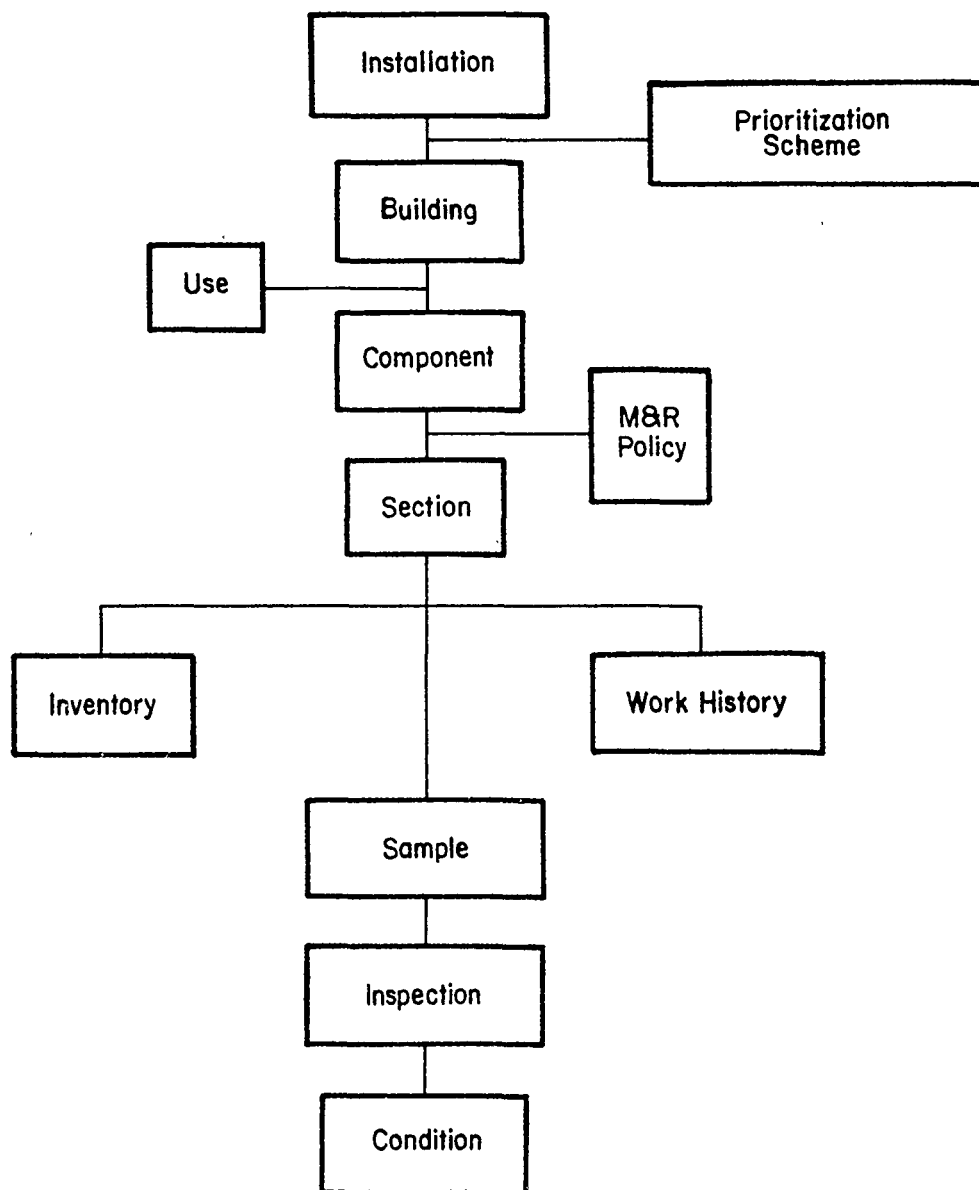 Installation
Prioritization
Scheme
Building
Use
Component
M&R
Policy
Section
Inventory
Work History
Sample
Inspection
Condition